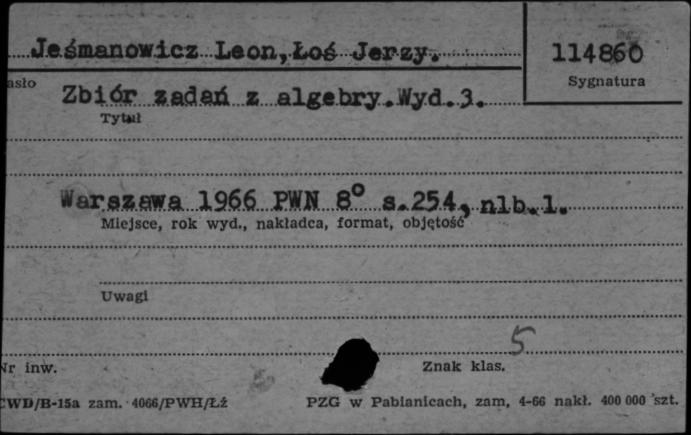 Jeśmanowicz Leon,Łoś Jerzy.
114860
Sygnatura
asło
Zbiór zadań z algebry.Wyd.3.
Tytuł
Warszawa 1966 PWN 8° s.254, nlb.1.
Miejsce, rok wyd., nakładca, format, objętość
Uwagi
5
Nr inw.
Znak klas.
CWD/B-15a zam. 4066/PWH/Łź
PZG w Pabianicach, zam, 4-66 nakł. 400 000 szt.